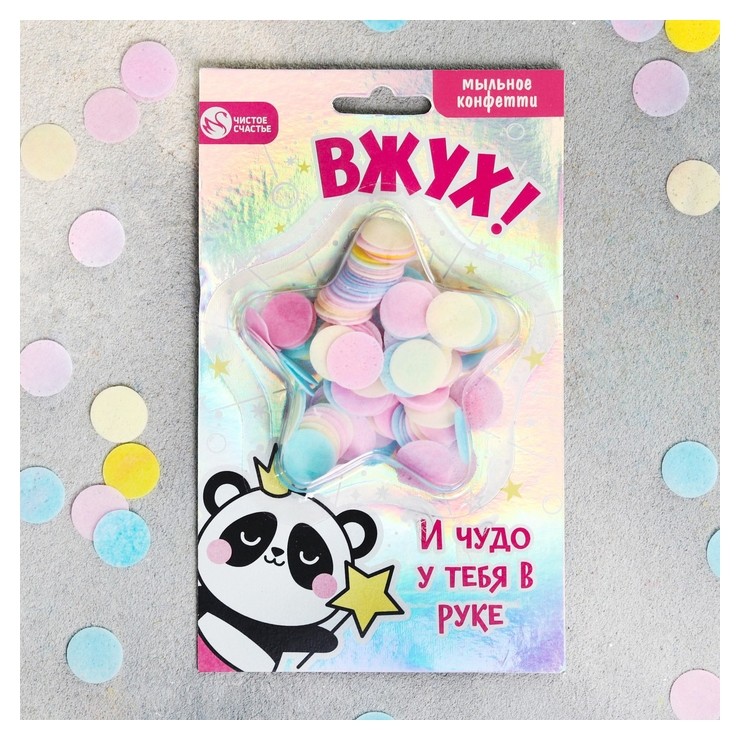 мыльное
конфетти
ЧИСТОЕ
СЧАСТЬЕ
ВЖУХ!
И ЧУДО
У ТЕБЯ В
РУКЕ